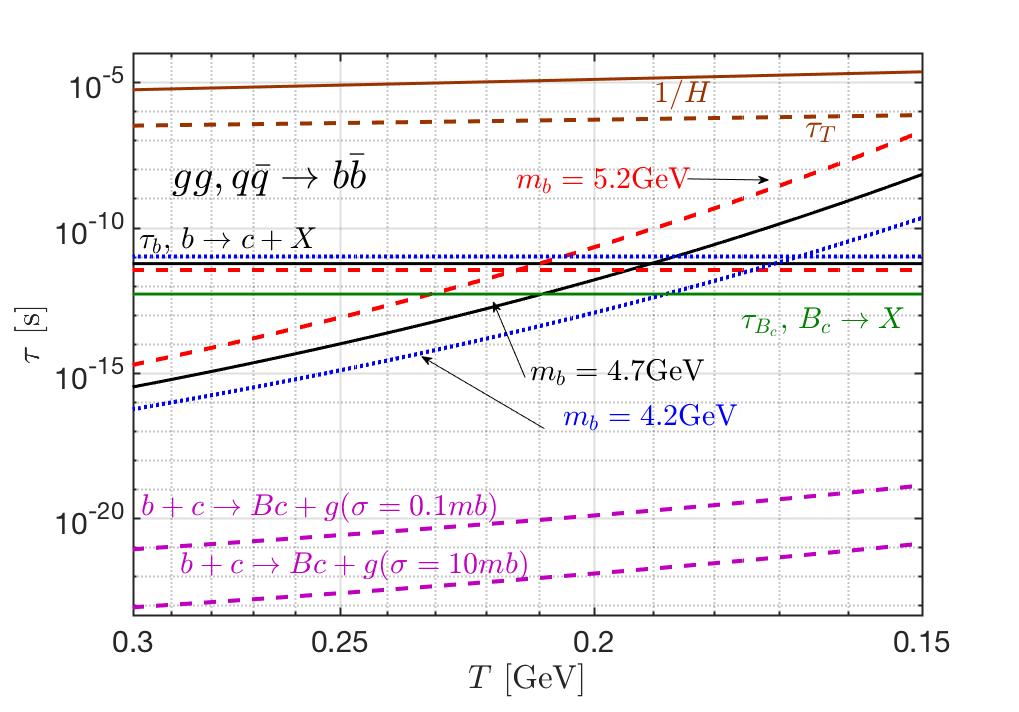 10⁻⁵
1/H
τ_T
gg, qq̄ → bb̄
m_b = 5.2GeV
10⁻¹⁰
τ_b, b → c + X
τ_{B_c}, B_c → X
τ [s]
10⁻¹⁵
m_b = 4.7GeV
m_b = 4.2GeV
b + c → Bc + g(σ = 0.1mb)
10⁻²⁰
b + c → Bc + g(σ = 10mb)
0.3 0.25 0.2 0.15
T [GeV]